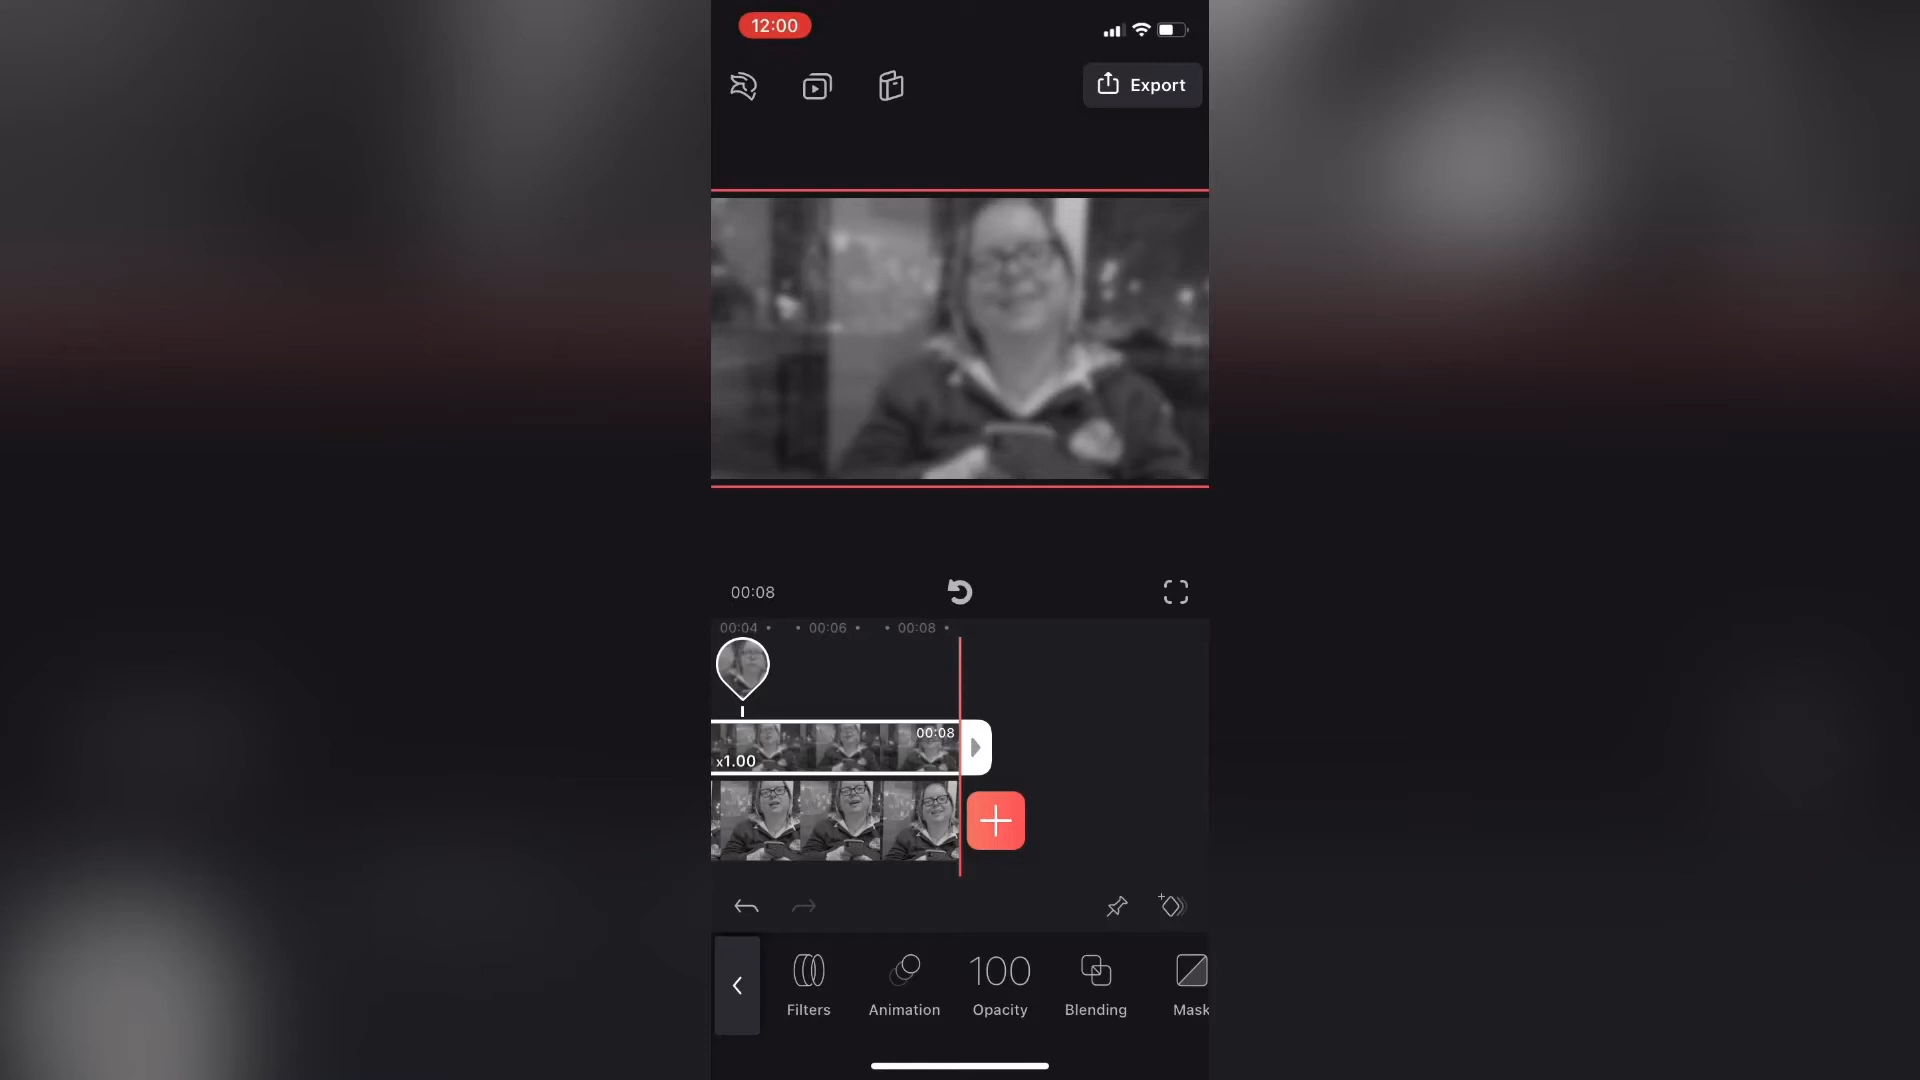 12:00
Export
00:08
00:04
00:06
00:08
00:08
x1.00
100
Filters
Animation
Opacity
Blending
Mask